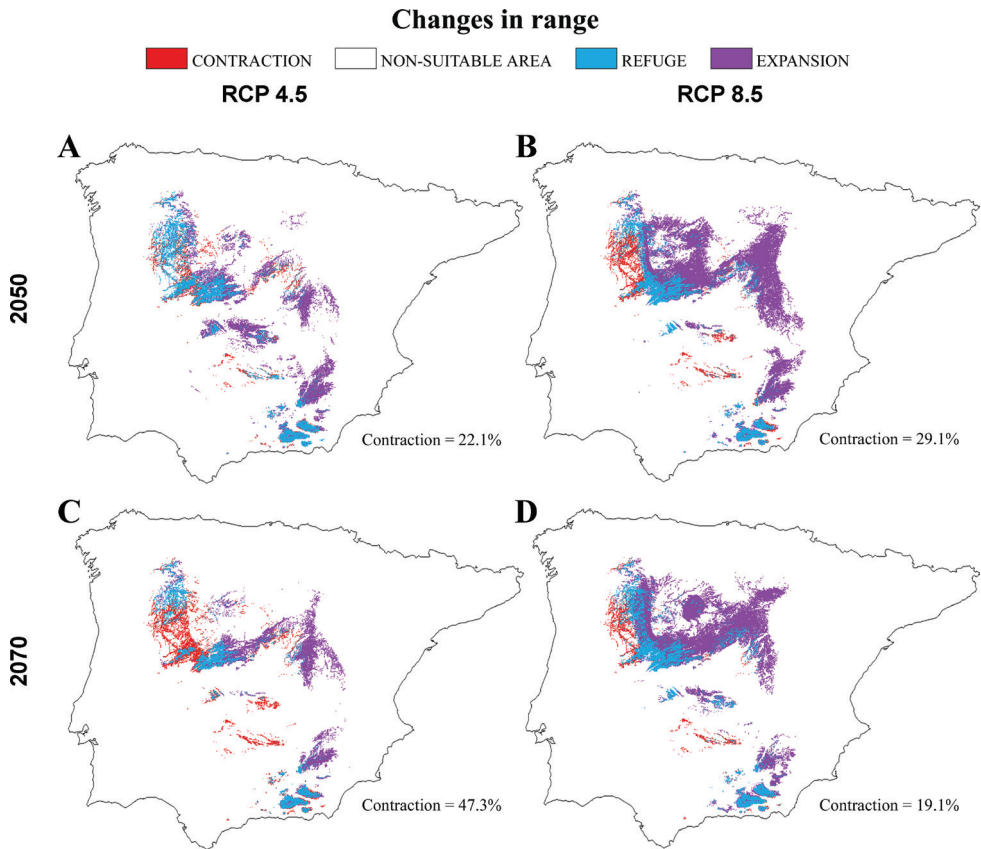 Changes in range
CONTRACTION NON-SUITABLE AREA REFUGE EXPANSION
RCP 4.5 RCP 8.5
A B
2050
Contraction = 22.1% Contraction = 29.1%
C D
2070
Contraction = 47.3% Contraction = 19.1%